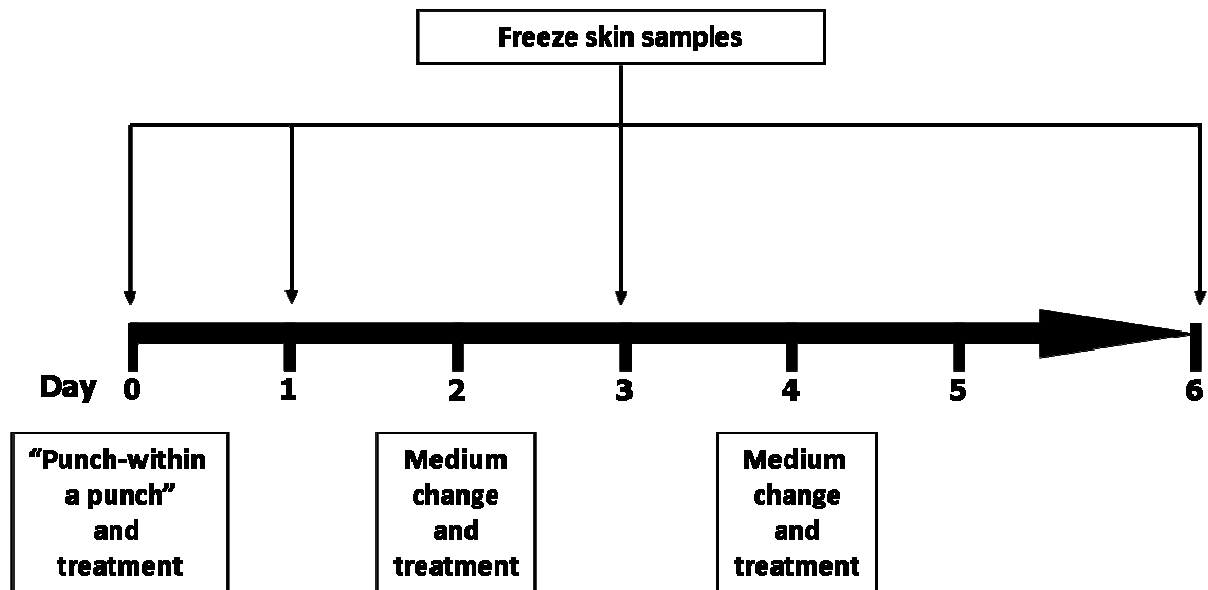 Freeze skin samples
Day 0 1 2 3 4 5 6
“Punch-within
a punch”
and
treatment
Medium
change
and
treatment
Medium
change
and
treatment